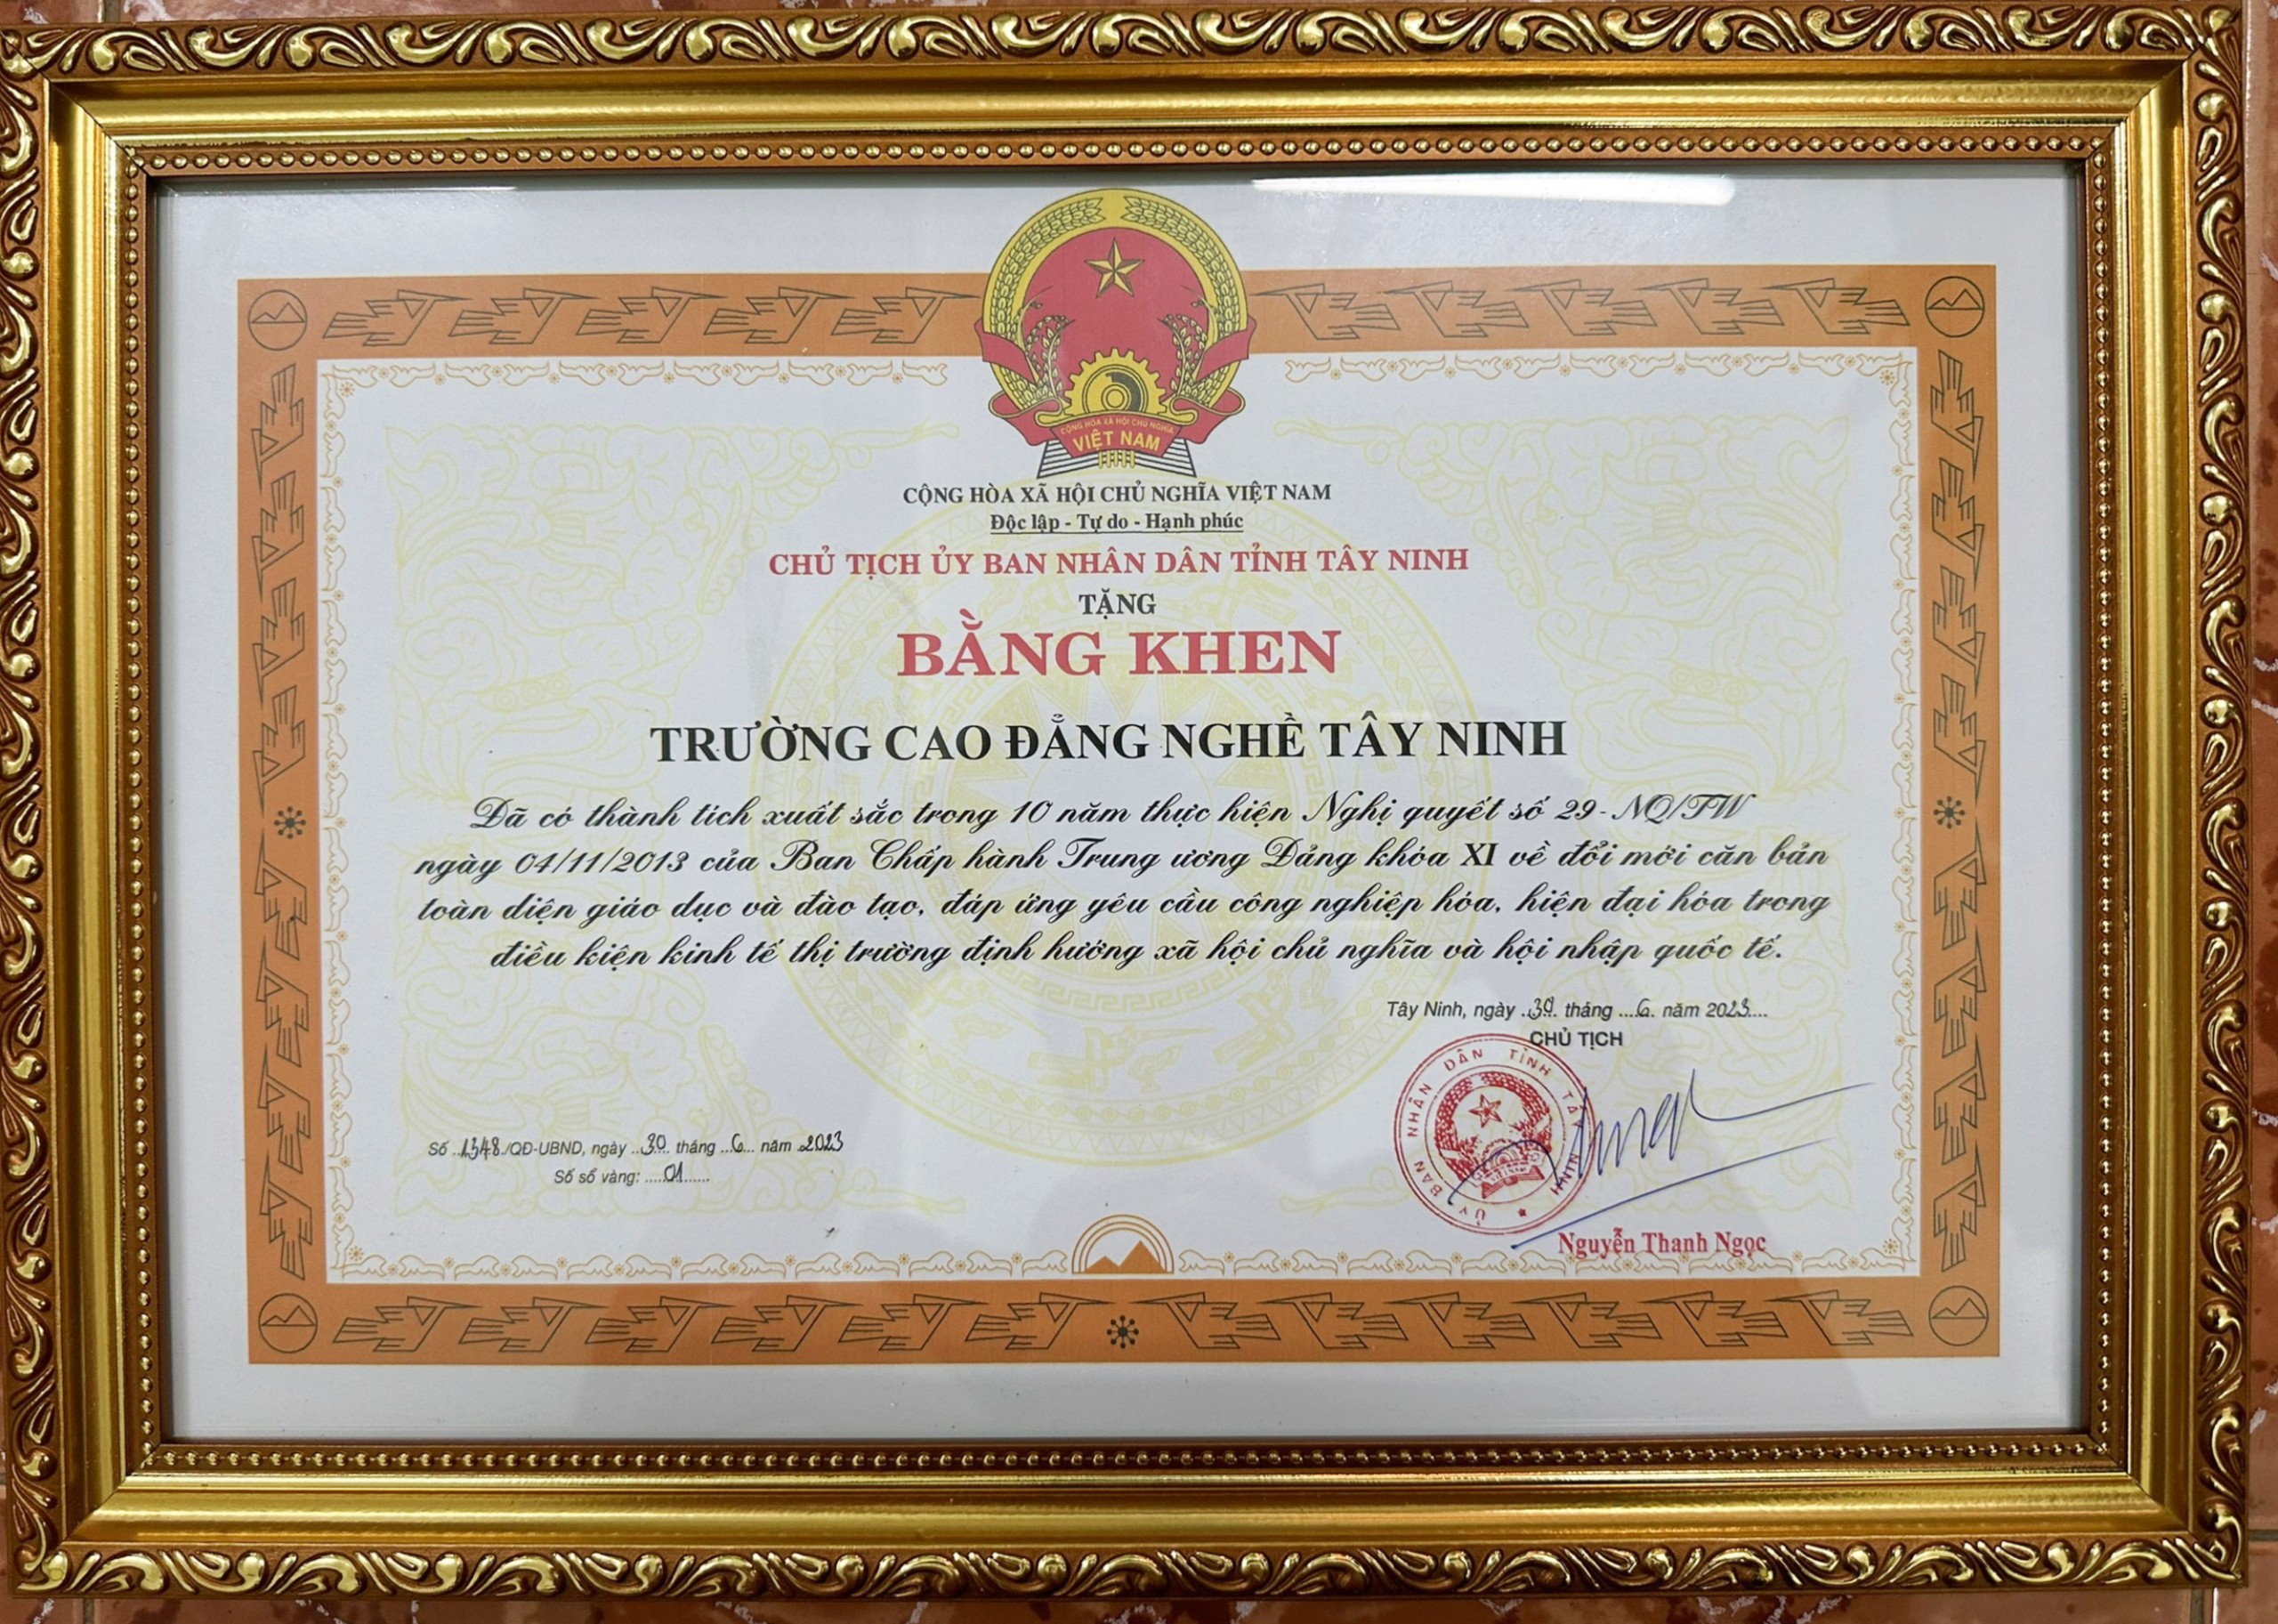 CỘNG HÒA XÃ HỘI CHỦ NGHĨA
VIỆT NAM
CỘNG HÒA XÃ HỘI CHỦ NGHĨA VIỆT NAM
Độc lập - Tự do - Hạnh phúc
CHỦ TỊCH ỦY BAN NHÂN DÂN TỈNH TÂY NINH
TẶNG
BẰNG KHEN
TRƯỜNG CAO ĐẲNG NGHỀ TÂY NINH
Đã có thành tích xuất sắc trong 10 năm thực hiện Nghị quyết số 29-NQ/TW
ngày 04/11/2013 của Ban Chấp hành Trung ương Đảng khóa XI về đổi mới căn bản
toàn diện giáo dục và đào tạo, đáp ứng yêu cầu công nghiệp hóa, hiện đại hóa trong
điều kiện kinh tế thị trường định hướng xã hội chủ nghĩa và hội nhập quốc tế.
Tây Ninh, ngày 30 tháng 6 năm 2023
CHỦ TỊCH
ỦY BAN NHÂN DÂN TỈNH TÂY NINH
Số 1348/QĐ-UBND, ngày 30 tháng 6 năm 2023
Số sổ vàng: 01
Nguyễn Thanh Ngọc